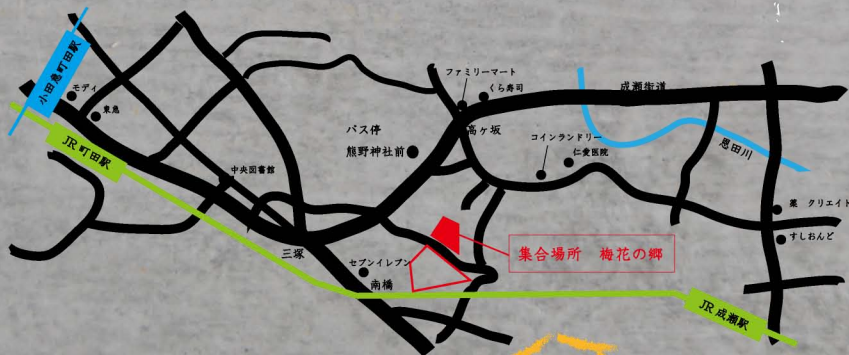 小田急町田駅
モディ
東急
JR町田駅
中央図書館
三塚
バス停
熊野神社前
ファミリーマート
くら寿司
高ヶ坂
成瀬街道
コインランドリー
仁愛医院
恩田川
薬 クリエイト
すしおんど
セブンイレブン
南橋
集合場所 梅花の郷
JR成瀬駅